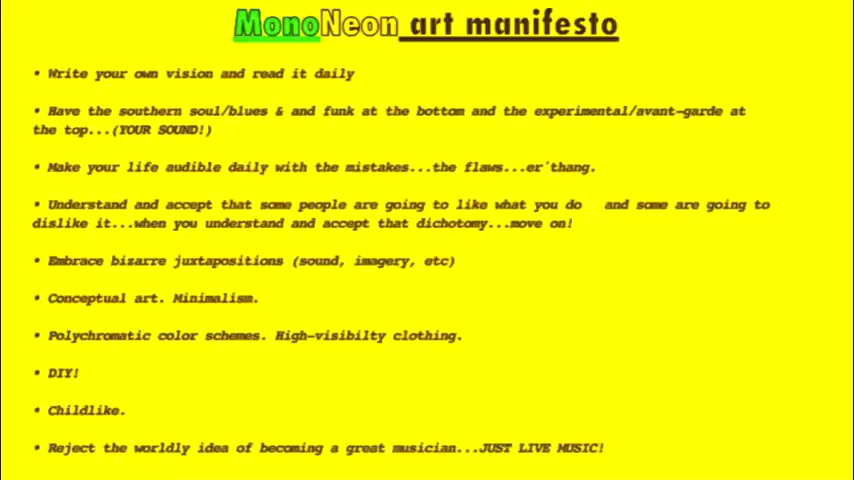 MonoNeon art manifesto
• Write your own vision and read it daily
• Have the southern soul/blues & and funk at the bottom and the experimental/avant-garde at
the top...(YOUR SOUND!)
• Make your life audible daily with the mistakes...the flaws...er'thang.
• Understand and accept that some people are going to like what you do and some are going to
dislike it...when you understand and accept that dichotomy...move on!
• Embrace bizarre juxtapositions (sound, imagery, etc)
• Conceptual art. Minimalism.
• Polychromatic color schemes. High-visibilty clothing.
• DIY!
• Childlike.
• Reject the worldly idea of becoming a great musician...JUST LIVE MUSIC!